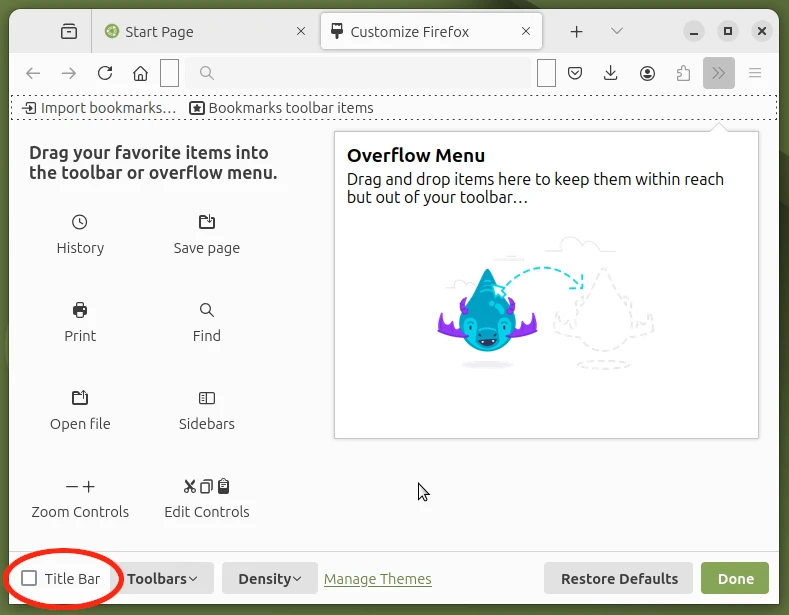 Start Page
Customize Firefox
Import bookmarks...
Bookmarks toolbar items
Drag your favorite items into
the toolbar or overflow menu.
History
Save page
Print
Find
Open file
Sidebars
Zoom Controls
Edit Controls
Overflow Menu
Drag and drop items here to keep them within reach
but out of your toolbar...
Title Bar
Toolbars
Density
Manage Themes
Restore Defaults
Done